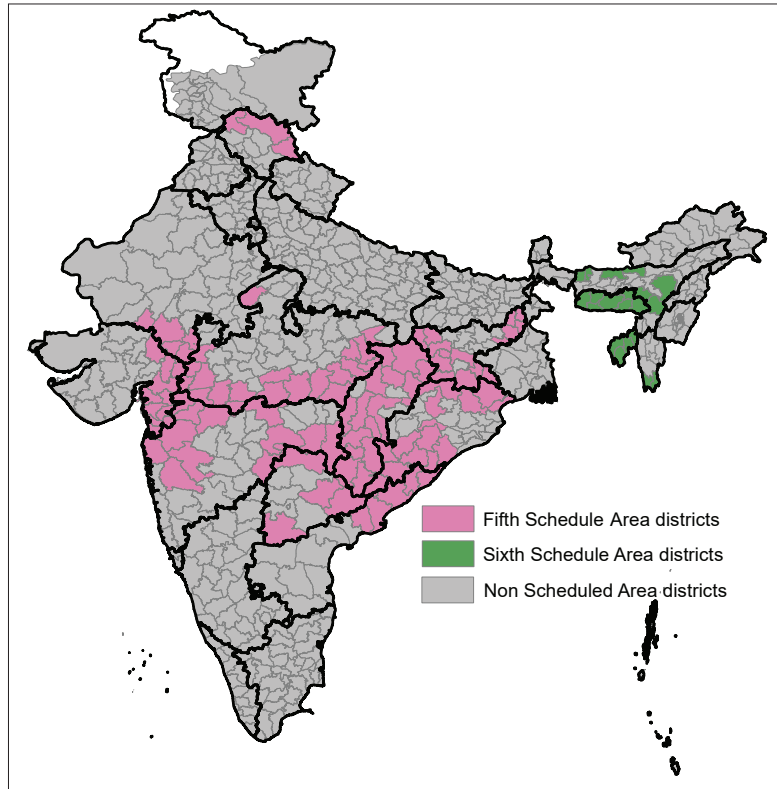 Fifth Schedule Area districts
Sixth Schedule Area districts
Non Scheduled Area districts